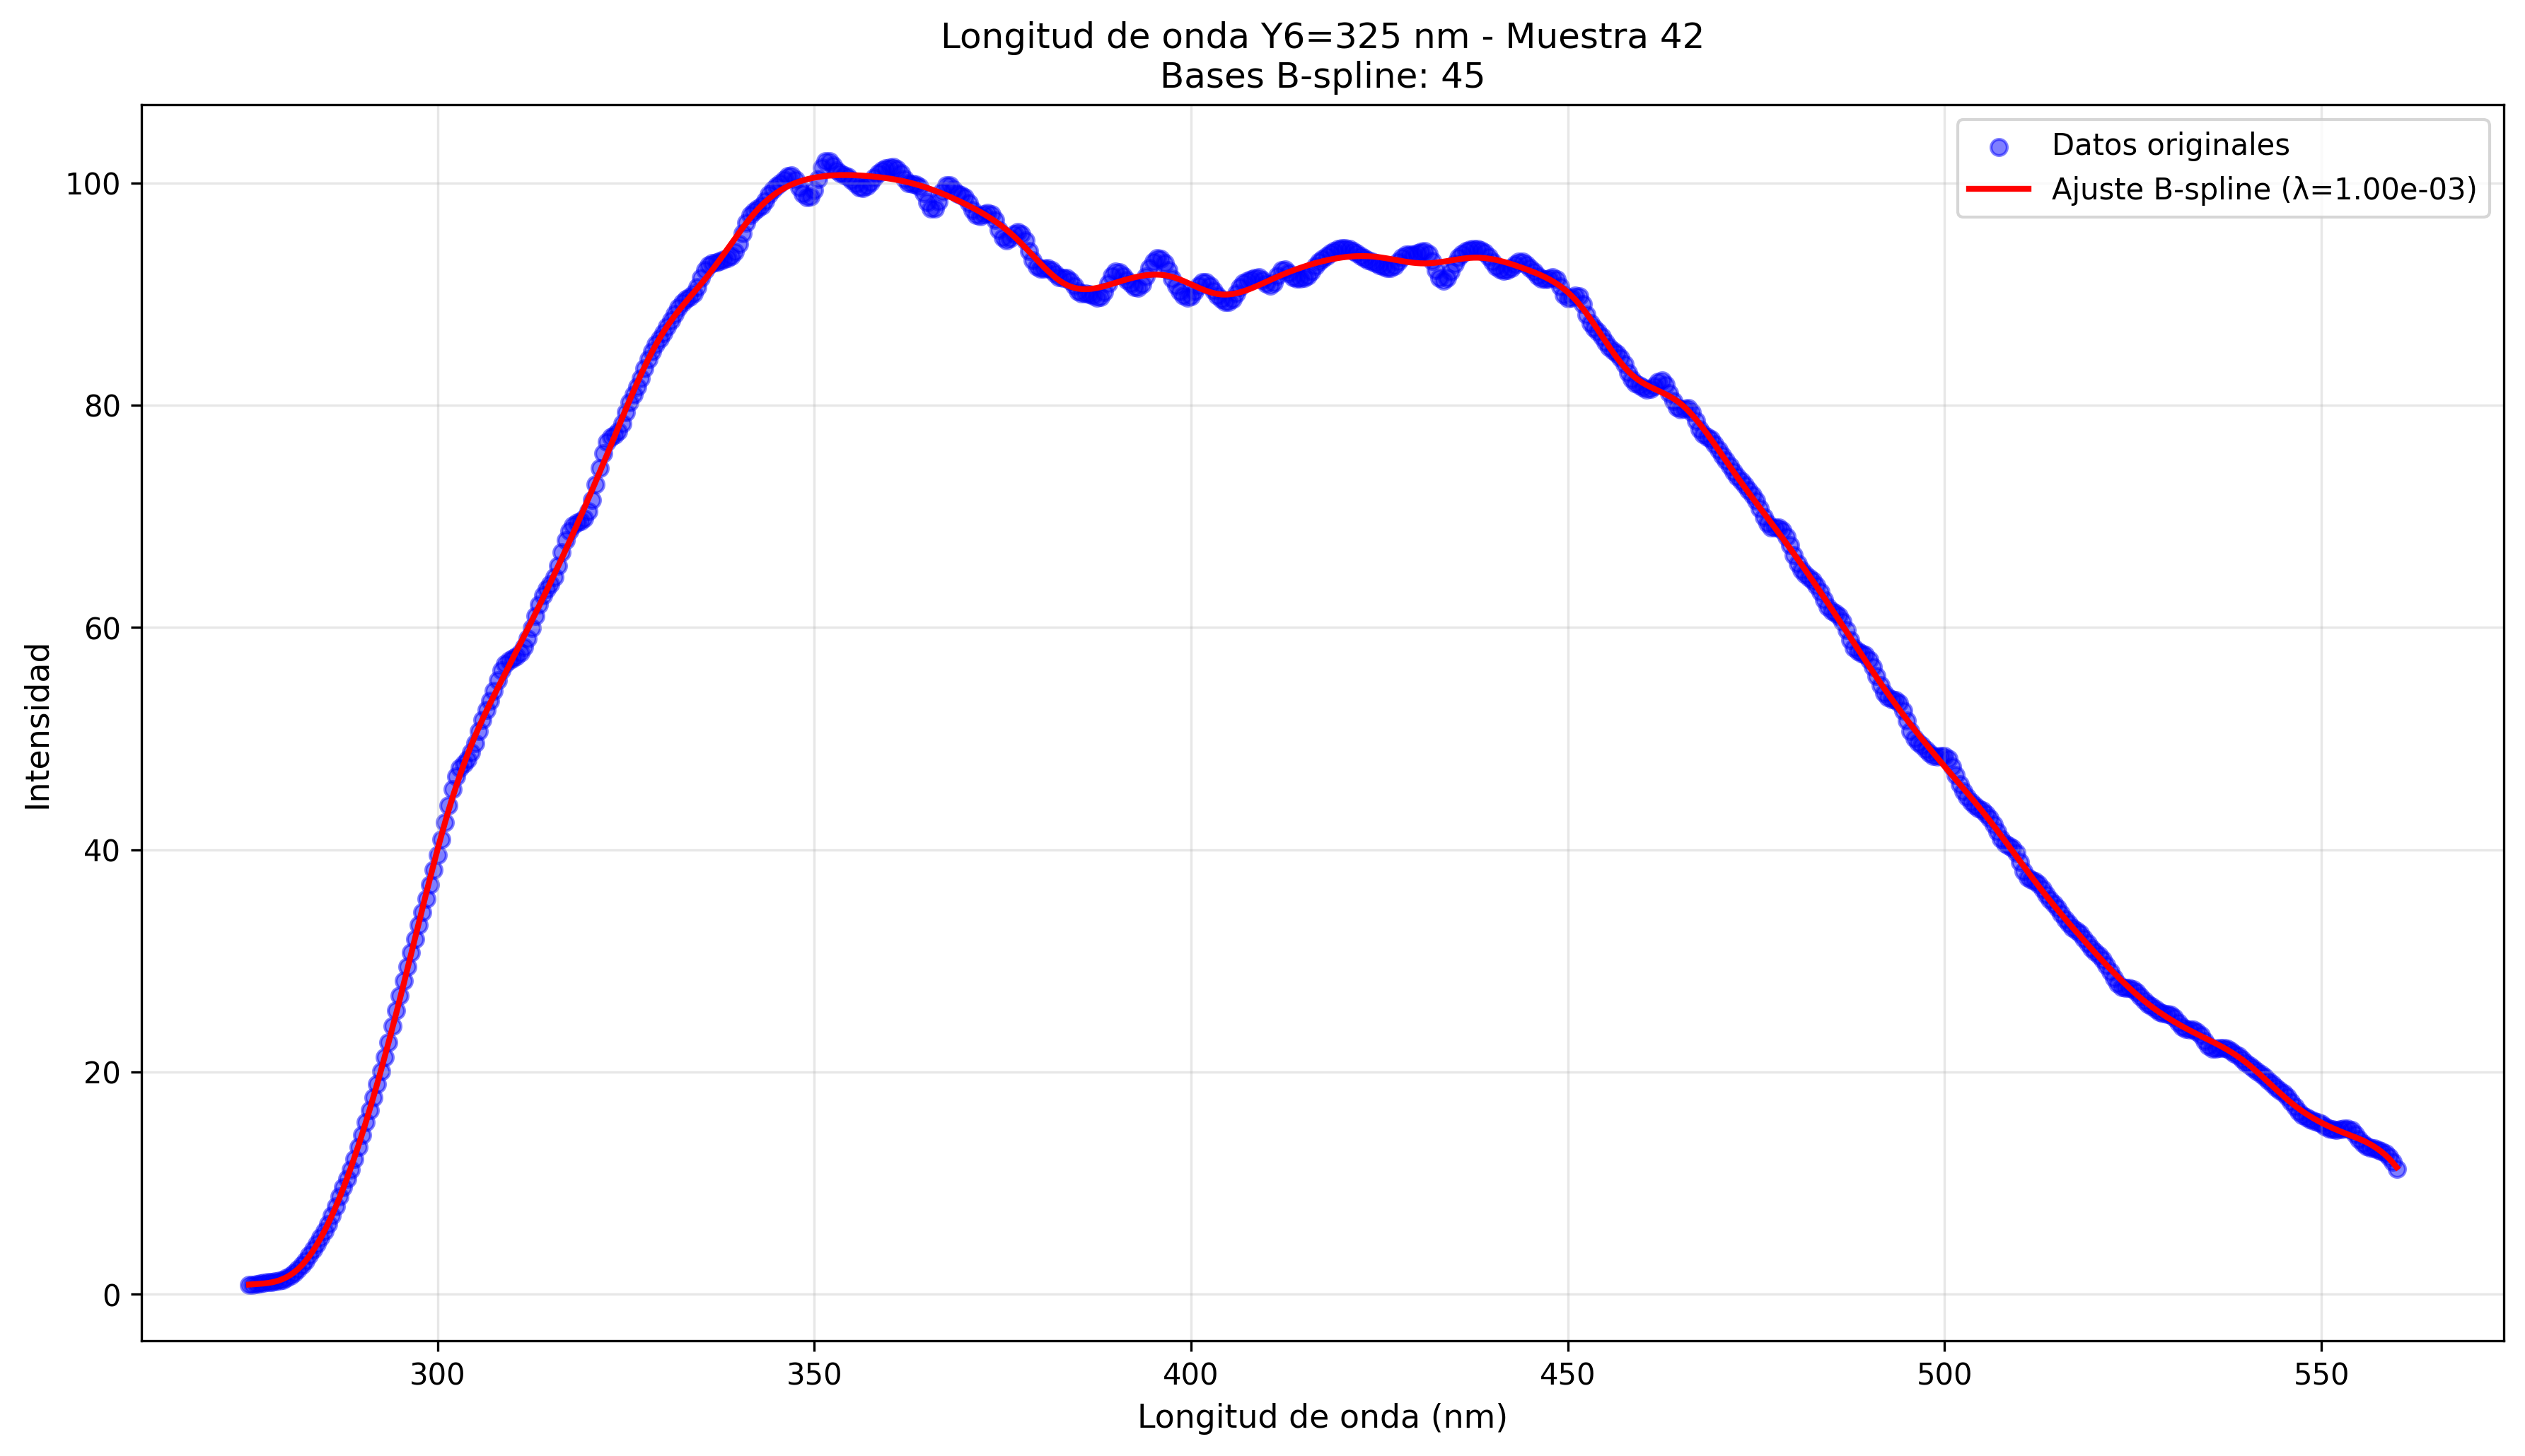 Longitud de onda Y6=325 nm - Muestra 42
Bases B-spline: 45
Datos originales
Ajuste B-spline (λ=1.00e-03)
Intensidad
100
80
60
40
20
0
300 350 400 450 500 550
Longitud de onda (nm)